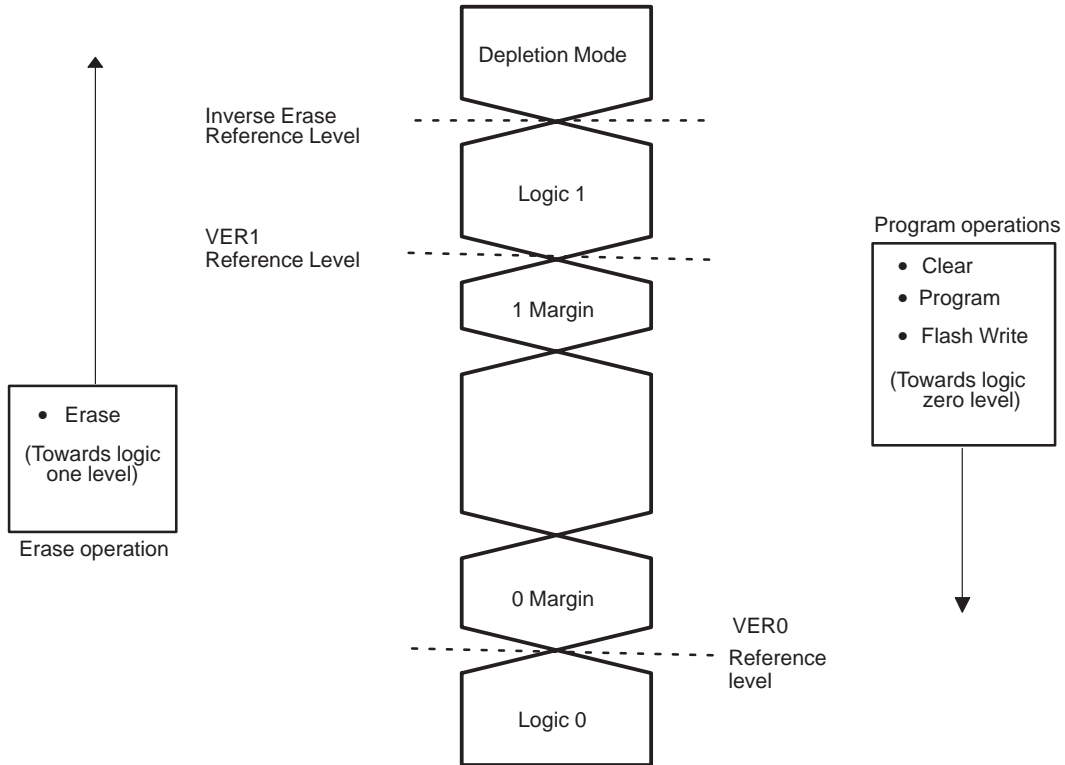 Depletion Mode
Inverse Erase
Reference Level
Logic 1
VER1
Reference Level
1 Margin
Program operations
• Clear
• Program
• Flash Write
(Towards logic
zero level)
• Erase
(Towards logic
one level)
Erase operation
0 Margin
VER0
Reference
level
Logic 0